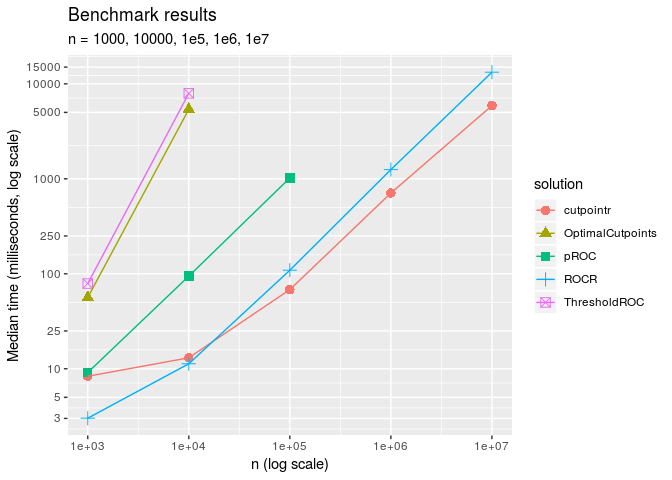 Benchmark results
n = 1000, 10000, 1e5, 1e6, 1e7
Median time (milliseconds, log scale)
15000
10000
5000
1000
250
100
25
10
5
3
1e+03 1e+04 1e+05 1e+06 1e+07
n (log scale)
solution
cutpointr
OptimalCutpoints
pROC
ROCR
ThresholdROC